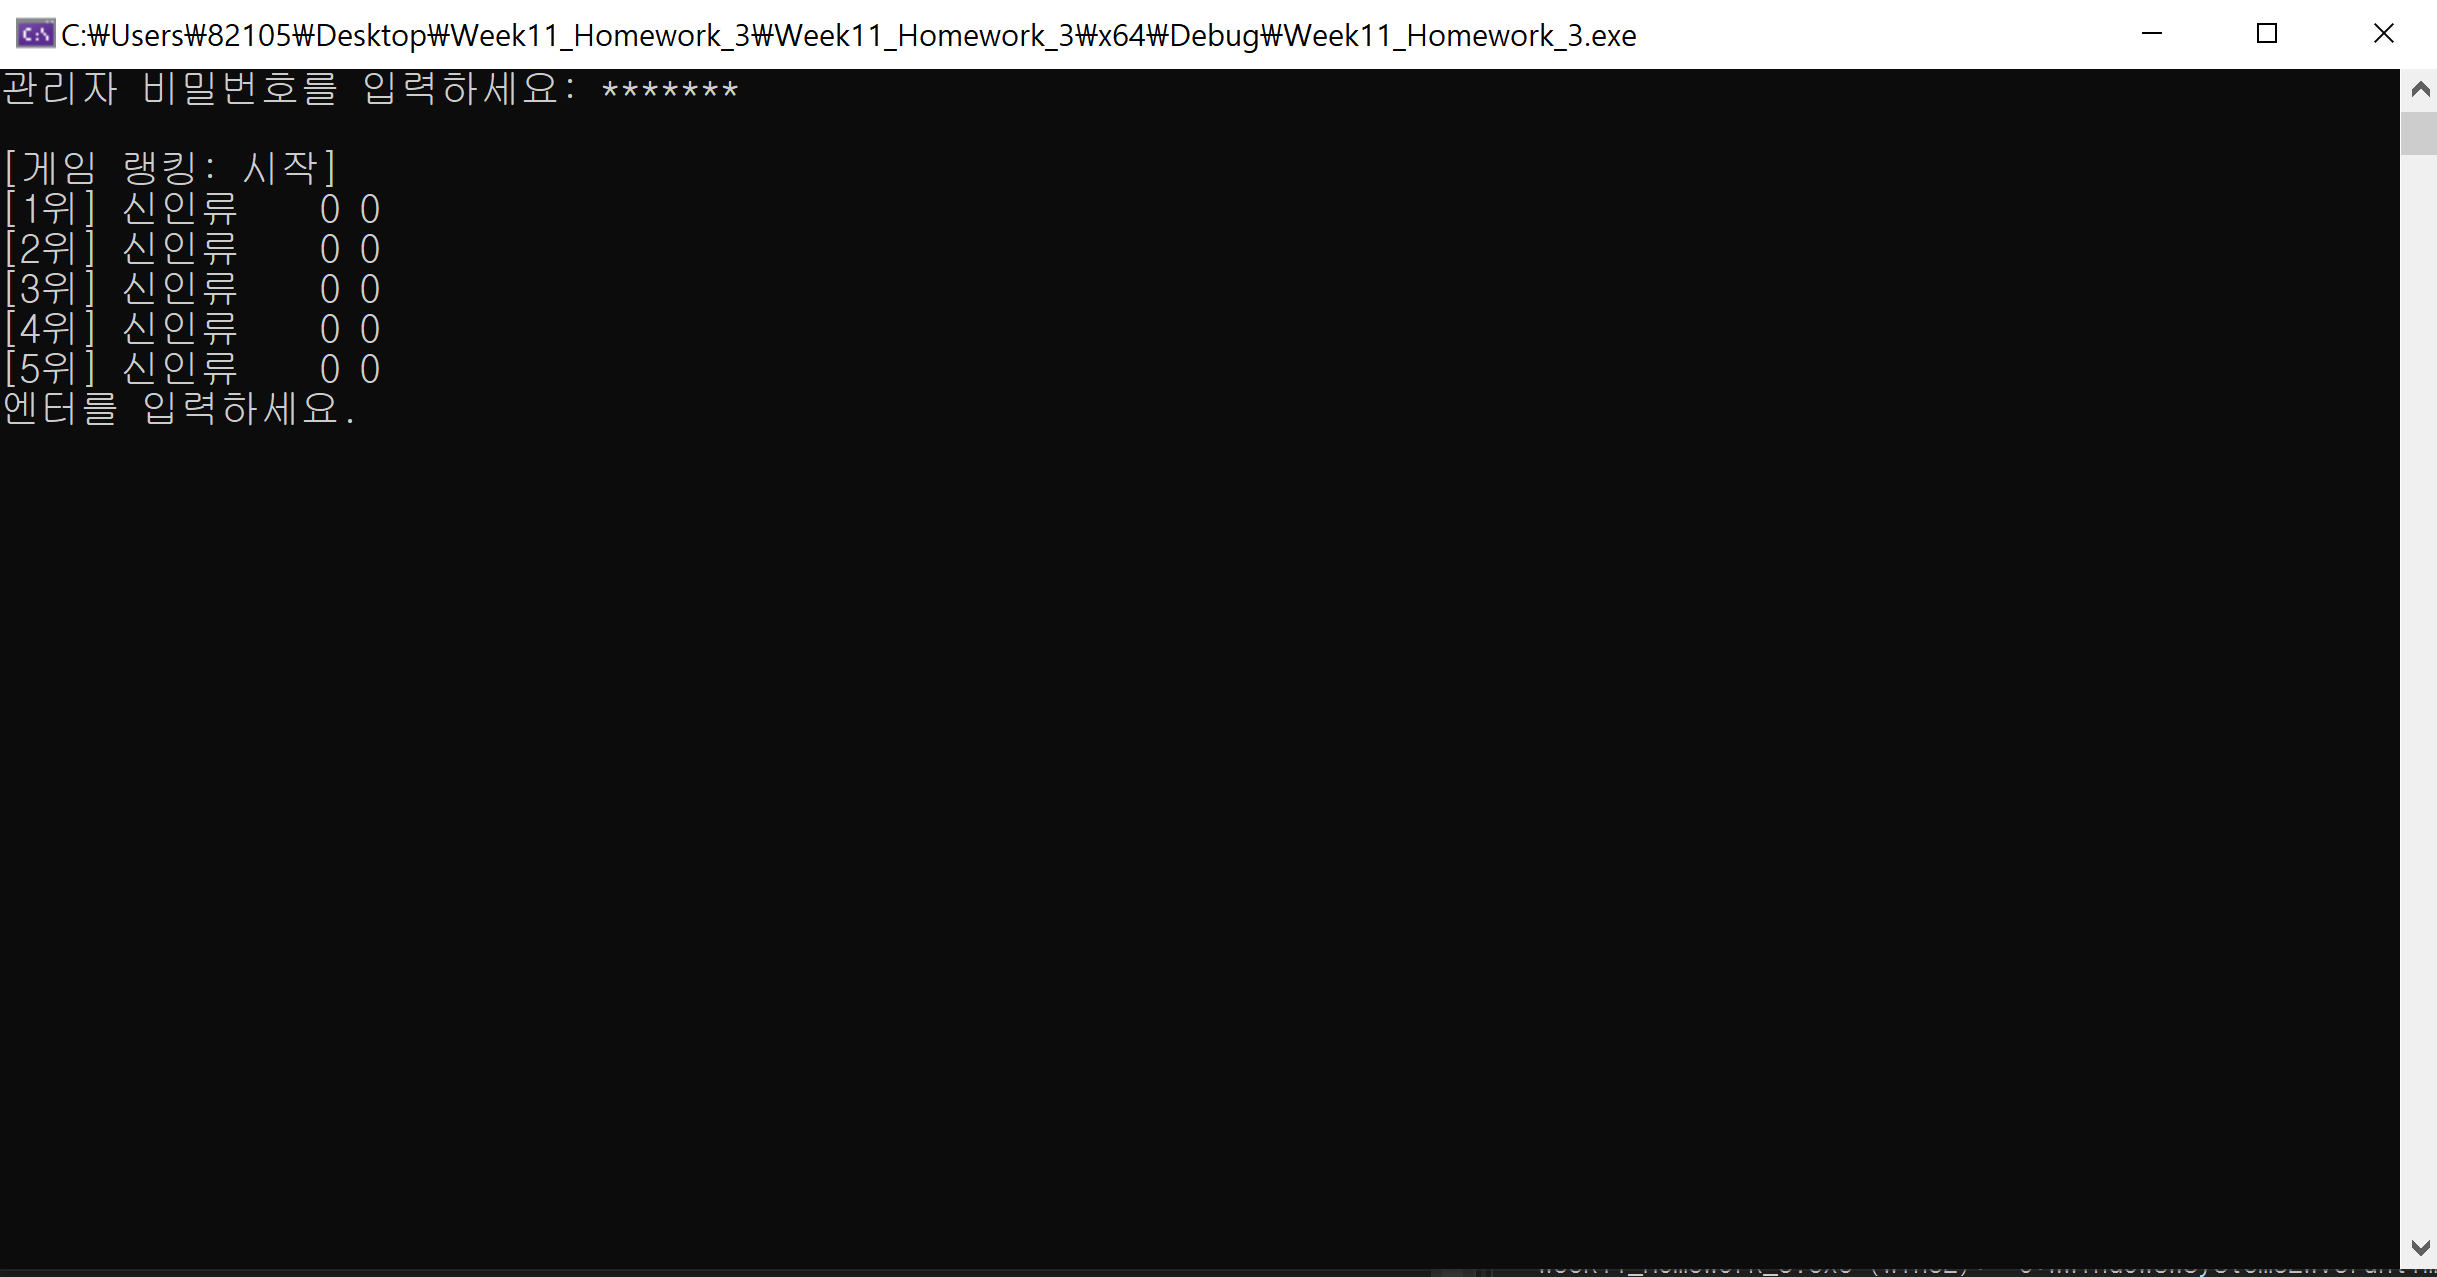 C:₩Users₩82105₩Desktop₩Week11_Homework_3₩Week11_Homework_3₩x64₩Debug₩Week11_Homework_3.exe
관리자 비밀번호를 입력하세요: *******
[게임 랭킹: 시작]
[1위] 신인류    0 0
[2위] 신인류    0 0
[3위] 신인류    0 0
[4위] 신인류    0 0
[5위] 신인류    0 0
엔터를 입력하세요.